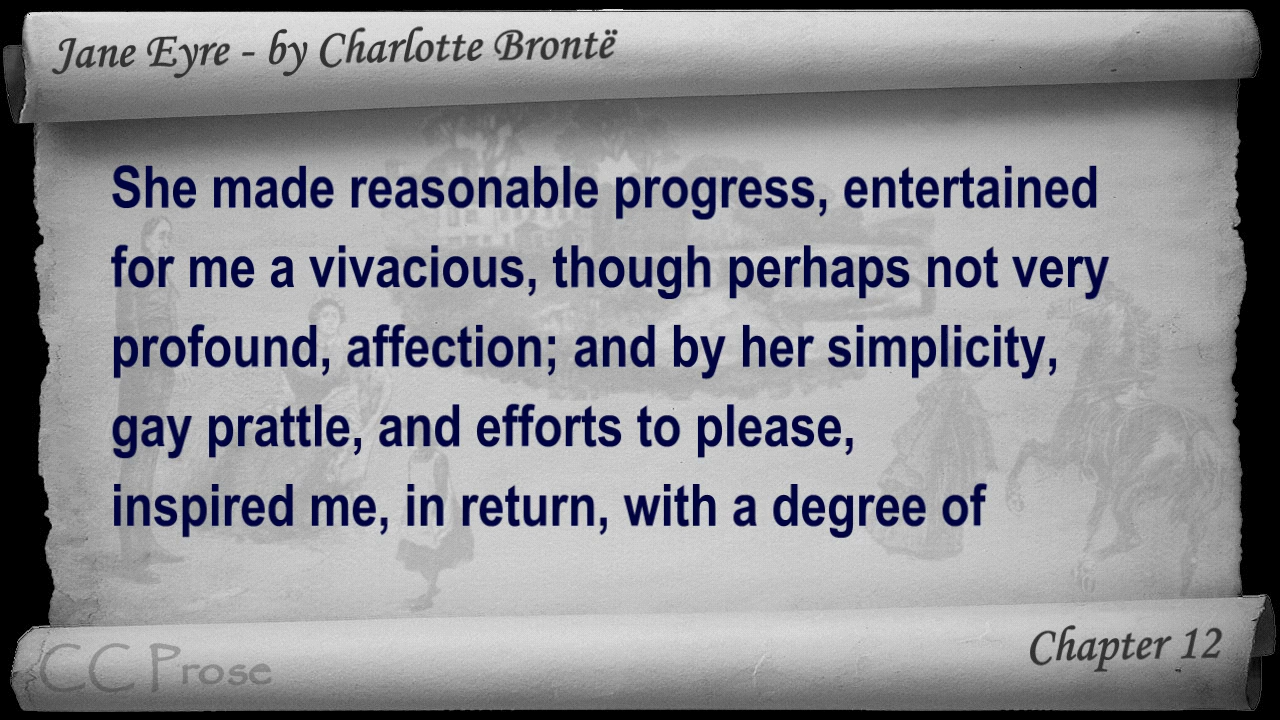 Jane Eyre - by Charlotte Brontë
She made reasonable progress, entertained
for me a vivacious, though perhaps not very
profound, affection; and by her simplicity,
gay prattle, and efforts to please,
inspired me, in return, with a degree of
Chapter 12
CC Prose